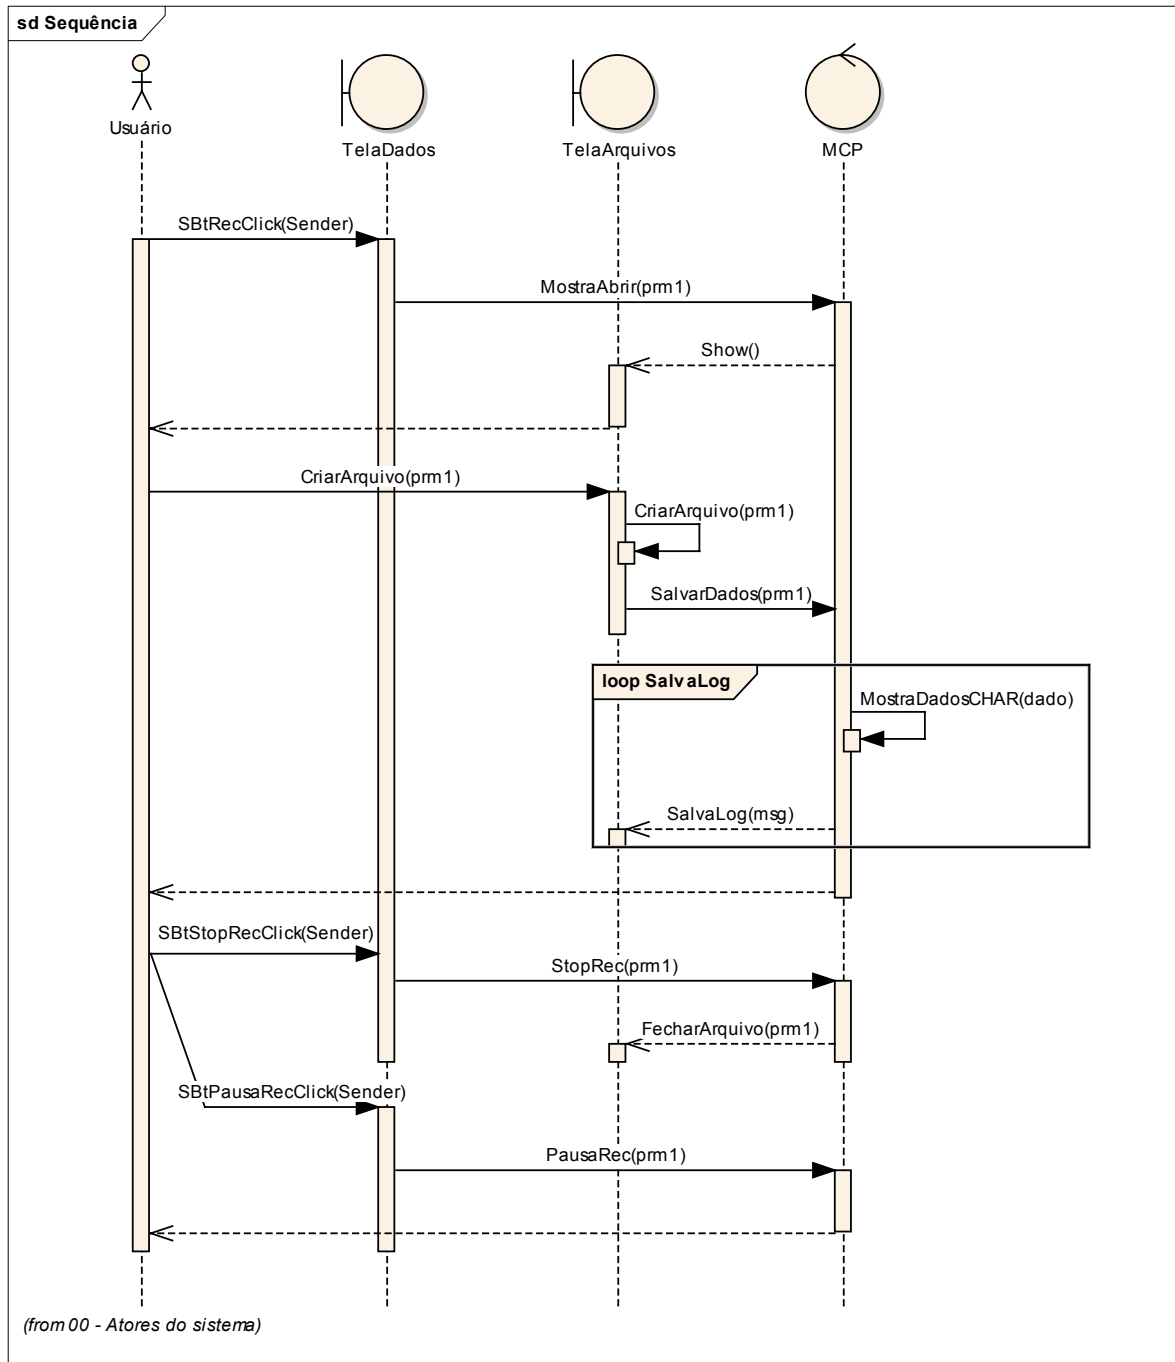 sd Sequência
Usuário
TelaDados
TelaArquivos
MCP
SBtRecClick(Sender)
MostraAbrir(prm1)
Show()
CriarArquivo(prm1)
CriarArquivo(prm1)
SalvarDados(prm1)
loop SalvaLog
MostraDadosCHAR(dado)
SalvaLog(msg)
SBtStopRecClick(Sender)
StopRec(prm1)
FecharArquivo(prm1)
SBtPausaRecClick(Sender)
PausaRec(prm1)
(from 00 - Atores do sistema)